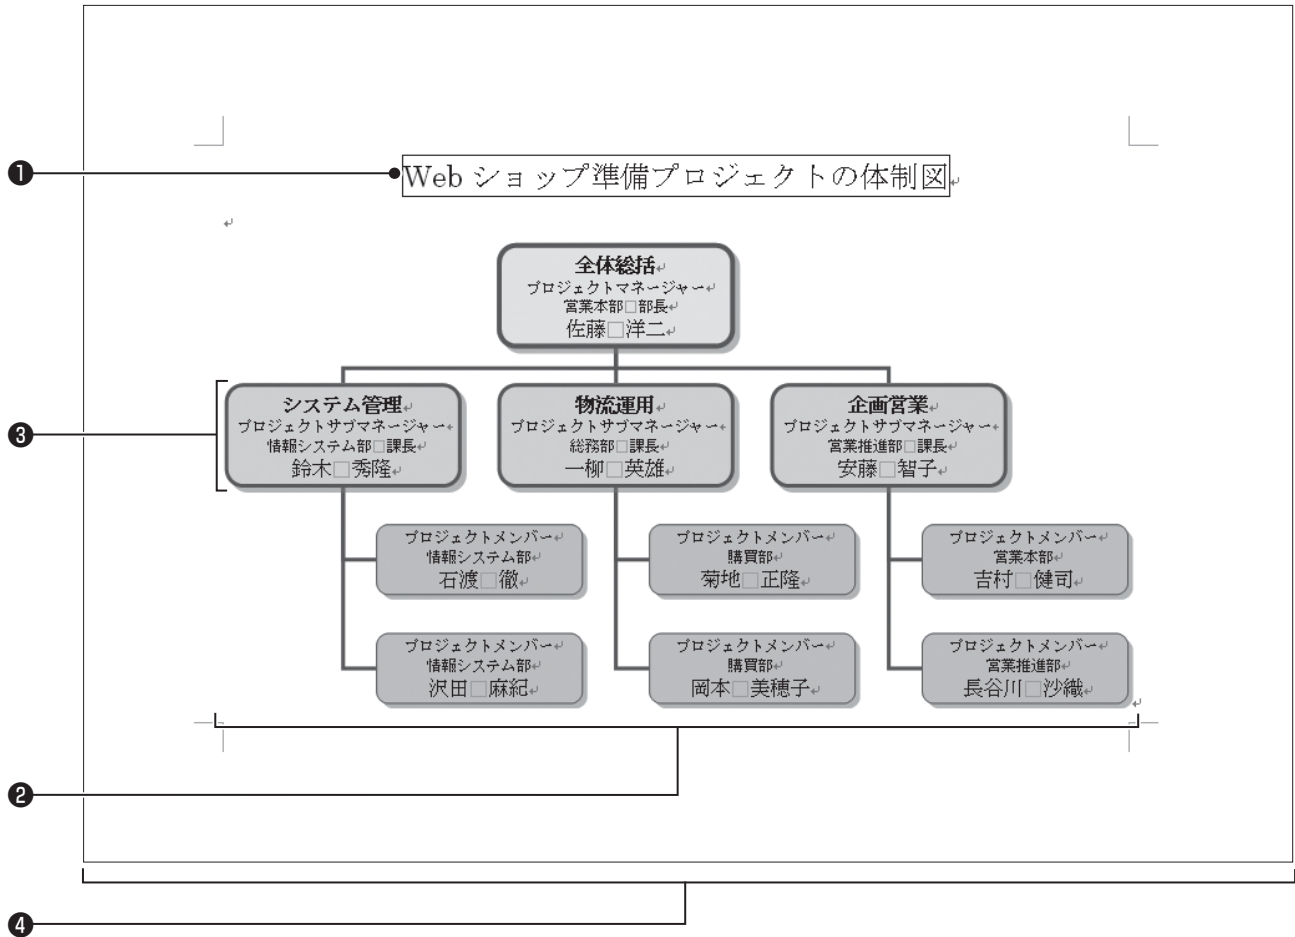 ❶
Web ショップ準備プロジェクトの体制図↵
↵
全体総括↵
プロジェクトマネージャー↵
営業本部□部長↵
佐藤□洋二↵
❸
システム管理↵
プロジェクトサブマネージャー↵
情報システム部□課長↵
鈴木□秀隆↵
物流運用↵
プロジェクトサブマネージャー↵
総務部□課長↵
一柳□英雄↵
企画営業↵
プロジェクトサブマネージャー↵
営業推進部□課長↵
安藤□智子↵
プロジェクトメンバー↵
情報システム部↵
石渡□徹↵
プロジェクトメンバー↵
購買部↵
菊地□正隆↵
プロジェクトメンバー↵
営業本部↵
吉村□健司↵
プロジェクトメンバー↵
情報システム部↵
沢田□麻紀↵
プロジェクトメンバー↵
購買部↵
岡本□美穂子↵
プロジェクトメンバー↵
営業推進部↵
長谷川□沙織↵
↵
❷
❹